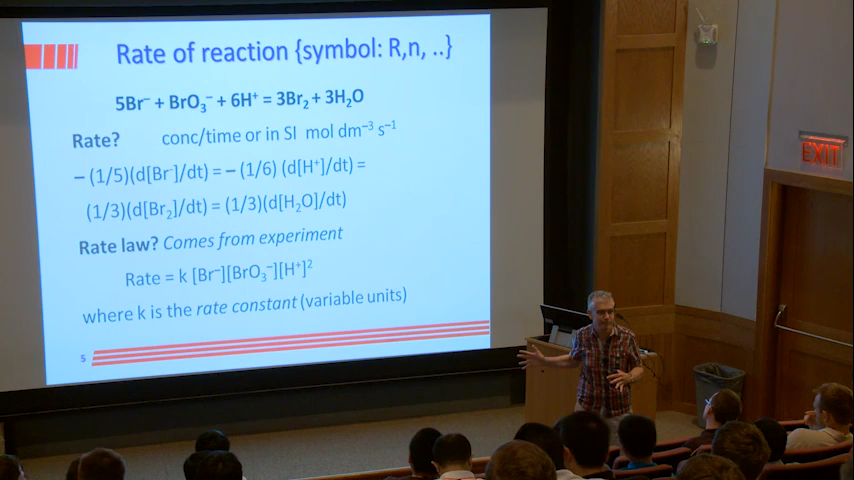 Rate of reaction {symbol: R,n, ..}
5Br⁻ + BrO₃⁻ + 6H⁺ = 3Br₂ + 3H₂O
Rate? conc/time or in SI mol dm⁻³ s⁻¹
– (1/5)(d[Br⁻]/dt) = – (1/6) (d[H⁺]/dt) =
(1/3)(d[Br₂]/dt) = (1/3)(d[H₂O]/dt)
Rate law? Comes from experiment
Rate = k [Br⁻][BrO₃⁻][H⁺]²
where k is the rate constant (variable units)
5
EXIT